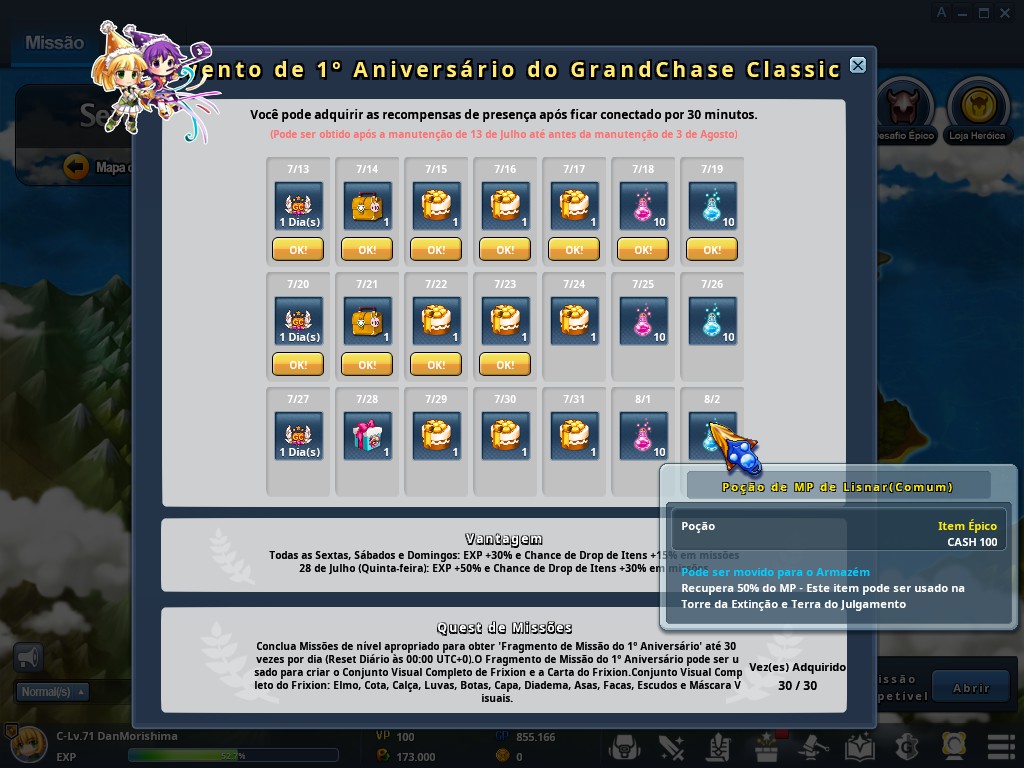 A
Missão
ento de 1º Aniversário do GrandChase Classic
Você pode adquirir as recompensas de presença após ficar conectado por 30 minutos.
(Pode ser obtido após a manutenção de 13 de Julho até antes da manutenção de 3 de Agosto)
Se
Mapa
esafio Épico
Loja Heróica
7/13 7/14 7/15 7/16 7/17 7/18 7/19
1 Dia(s) 1 1 1 1 10 10
OK! OK! OK! OK! OK! OK! OK!
7/20 7/21 7/22 7/23 7/24 7/25 7/26
1 Dia(s) 1 1 1 1 10 10
OK! OK! OK! OK!
7/27 7/28 7/29 7/30 7/31 8/1 8/2
1 Dia(s) 1 1 1 1 10
Poção de MP de Lisnar(Comum)
Poção
Item Épico
CASH 100
Pode ser movido para o Armazém
Recupera 50% do MP - Este item pode ser usado na
Torre da Extinção e Terra do Julgamento
Vantagem
Todas as Sextas, Sábados e Domingos: EXP +30% e Chance de Drop de Itens +15% em missões
28 de Julho (Quinta-feira): EXP +50% e Chance de Drop de Itens +30% em missões
Quest de Missões
Conclua Missões de nível apropriado para obter 'Fragmento de Missão do 1º Aniversário' até 30
vezes por dia (Reset Diário às 00:00 UTC+0).O Fragmento de Missão do 1º Aniversário pode ser u
sado para criar o Conjunto Visual Completo de Frixion e a Carta do Frixion.Conjunto Visual Comp
leto do Frixion: Elmo, Cota, Calça, Luvas, Botas, Capa, Diadema, Asas, Facas, Escudos e Máscara V
isuais.
Vez(es) Adquirido
30 / 30
Normal(/s)
issão
petivel
Abrir
C-Lv.71 DanMorishima
EXP
52.7%
VP 100
173.000
GP 855.166
0